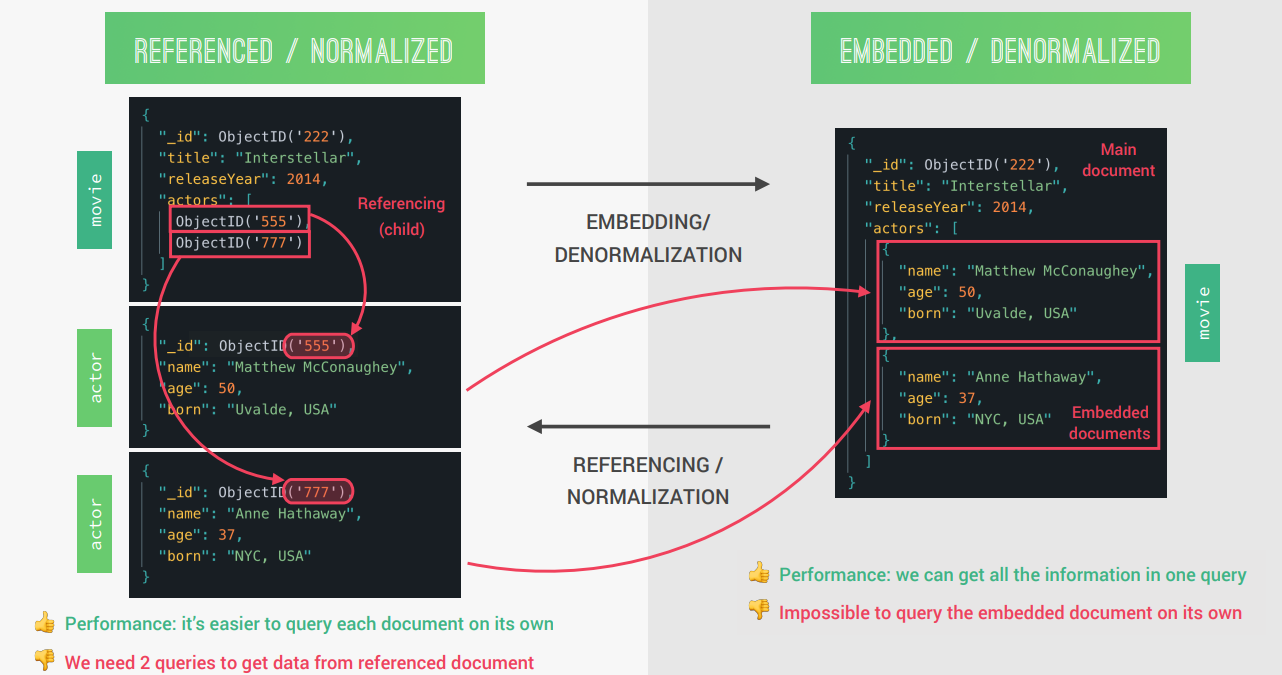 REFERENCED / NORMALIZED
movie
{
"_id": ObjectID('222'),
"title": "Interstellar",
"releaseYear": 2014,
"actors": [
ObjectID('555'),
ObjectID('777')
]
}
Referencing
(child)
actor
{
"_id": ObjectID('555'),
"name": "Matthew McConaughey",
"age": 50,
"born": "Uvalde, USA"
}
actor
{
"_id": ObjectID('777'),
"name": "Anne Hathaway",
"age": 37,
"born": "NYC, USA"
}
👍 Performance: it's easier to query each document on its own
👎 We need 2 queries to get data from referenced document
EMBEDDING/
DENORMALIZATION
REFERENCING /
NORMALIZATION
EMBEDDED / DENORMALIZED
{
"_id": ObjectID('222'),
"title": "Interstellar",
"releaseYear": 2014,
"actors": [
{
"name": "Matthew McConaughey",
"age": 50,
"born": "Uvalde, USA"
},
{
"name": "Anne Hathaway",
"age": 37,
"born": "NYC, USA"
}
]
}
Main
document
Embedded
documents
movie
👍 Performance: we can get all the information in one query
👎 Impossible to query the embedded document on its own